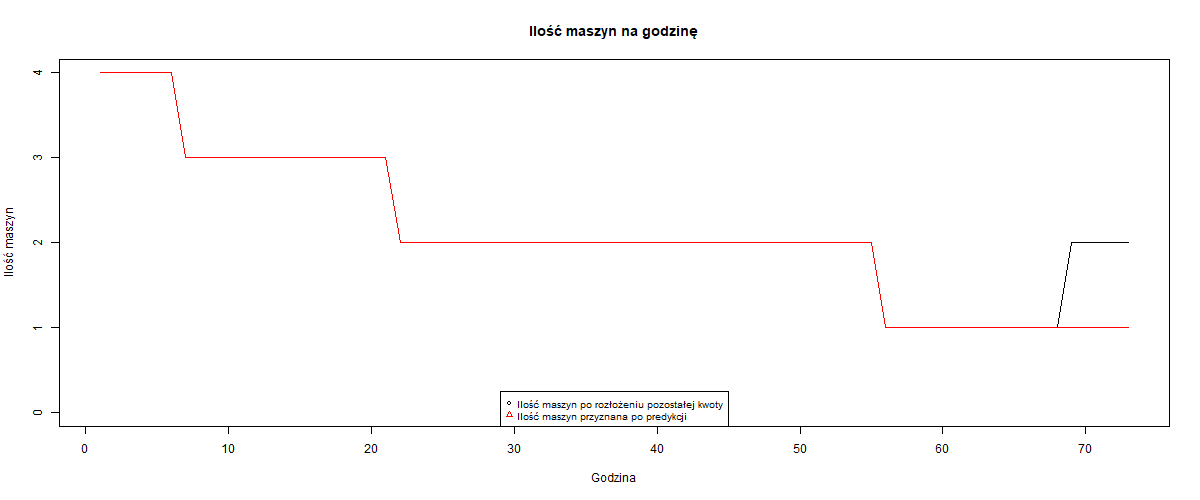 Ilość maszyn na godzinę
Ilość maszyn
4
3
2
1
0
Ilość maszyn po rozłożeniu pozostałej kwoty
Ilość maszyn przyznana po predykcji
0 10 20 30 40 50 60 70
Godzina